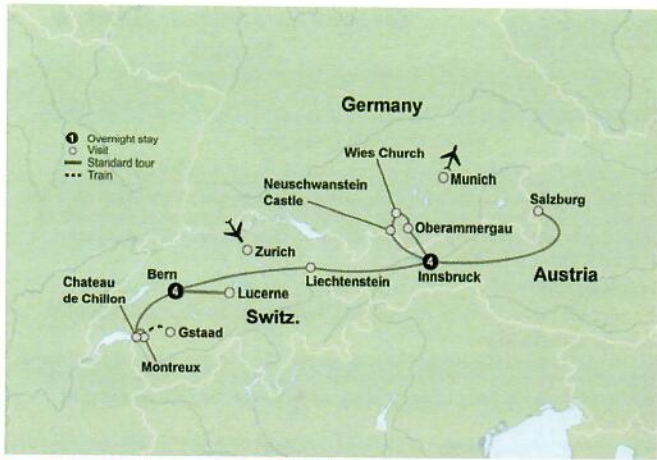 Germany
1 Overnight stay
Visit
Standard tour
Train
Wies Church
Munich
Neuschwanstein
Castle
Salzburg
Oberammergau
Zurich
4
Innsbruck
Austria
Liechtenstein
Bern
4
Lucerne
Chateau
de Chillon
Switz.
Gstaad
Montreux